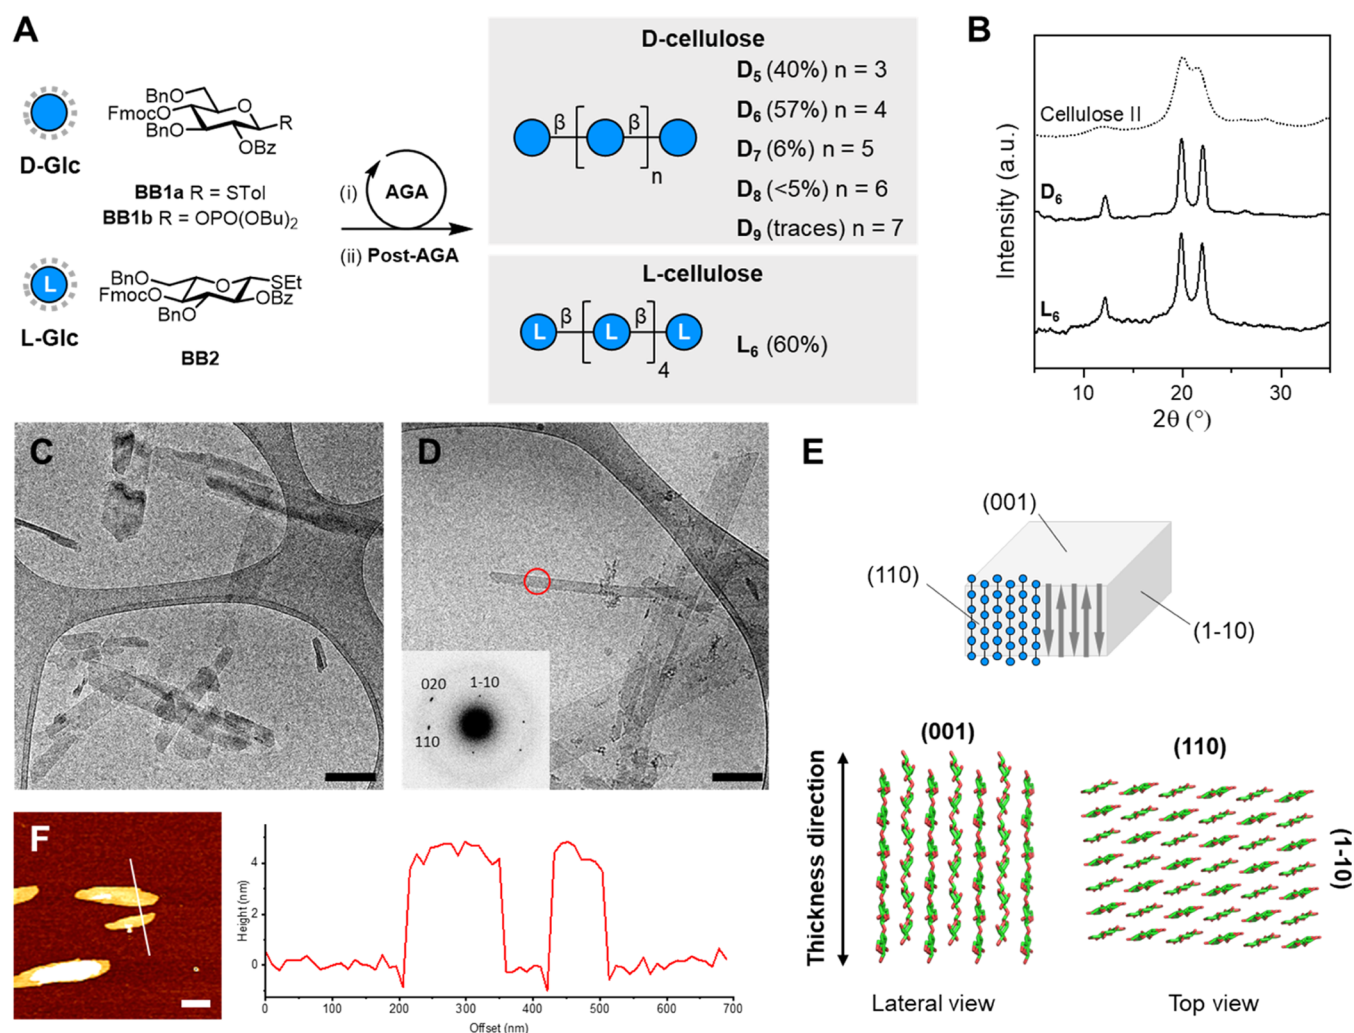 A
D-Glc
BnO
FmocO
BnO
O
R
OBz
BB1a R = STol
BB1b R = OPO(OBu)₂
L
L-Glc
BnO
FmocO
BnO
O
SEt
OBz
BB2
(i)
AGA
(ii) Post-AGA
D-cellulose
β
β
n
D₅ (40%) n = 3
D₆ (57%) n = 4
D₇ (6%) n = 5
D₈ (<5%) n = 6
D₉ (traces) n = 7
L-cellulose
L
β
L
β
L
4
L₆ (60%)
B
Intensity (a.u.)
Cellulose II
D₆
L₆
10
20
30
2θ (°)
C
D
020
1-10
110
E
(001)
(110)
(1-10)
Thickness direction
(001)
Lateral view
(110)
(1-10)
Top view
F
Height (nm)
4
2
0
0
100
200
300
400
500
600
700
Offset (nm)